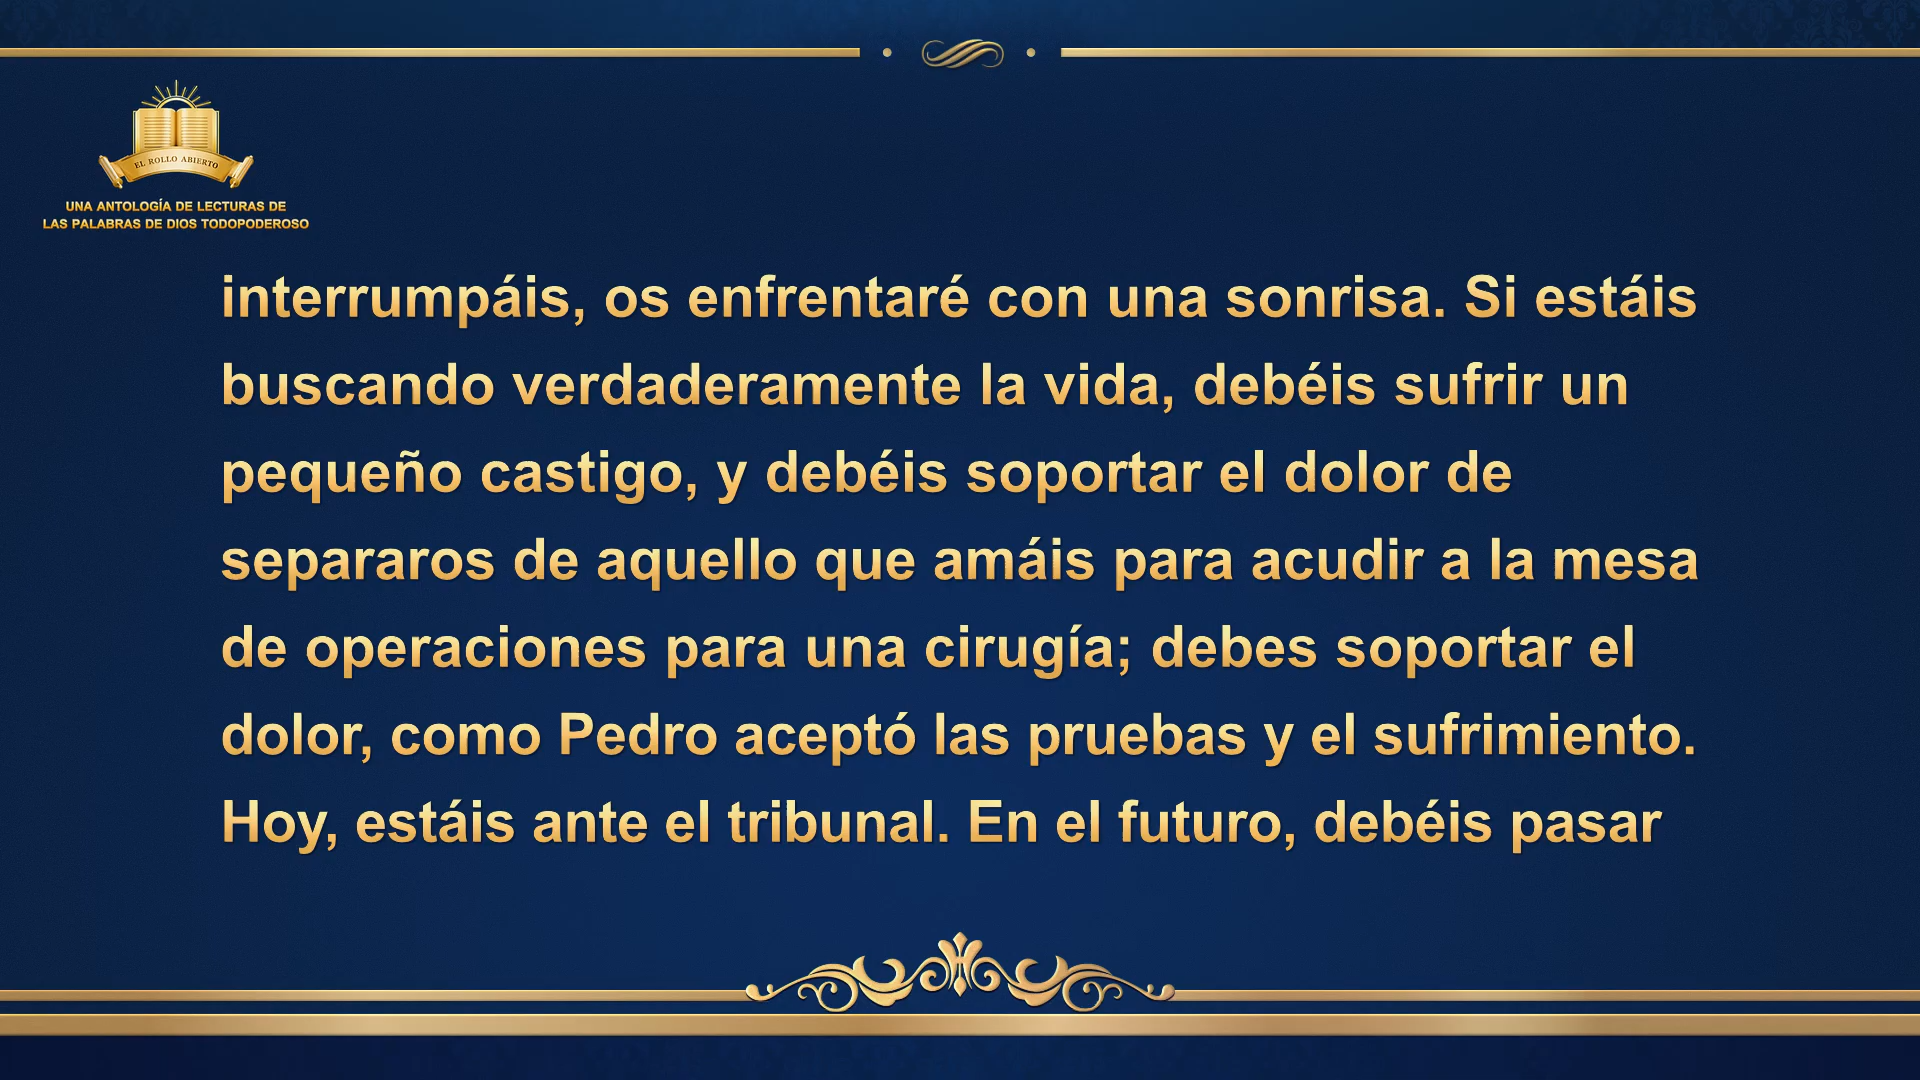 EL ROLLO ABIERTO
UNA ANTOLOGÍA DE LECTURAS DE
LAS PALABRAS DE DIOS TODOPODEROSO
interrumpáis, os enfrentaré con una sonrisa. Si estáis
buscando verdaderamente la vida, debéis sufrir un
pequeño castigo, y debéis soportar el dolor de
separaros de aquello que amáis para acudir a la mesa
de operaciones para una cirugía; debes soportar el
dolor, como Pedro aceptó las pruebas y el sufrimiento.
Hoy, estáis ante el tribunal. En el futuro, debéis pasar